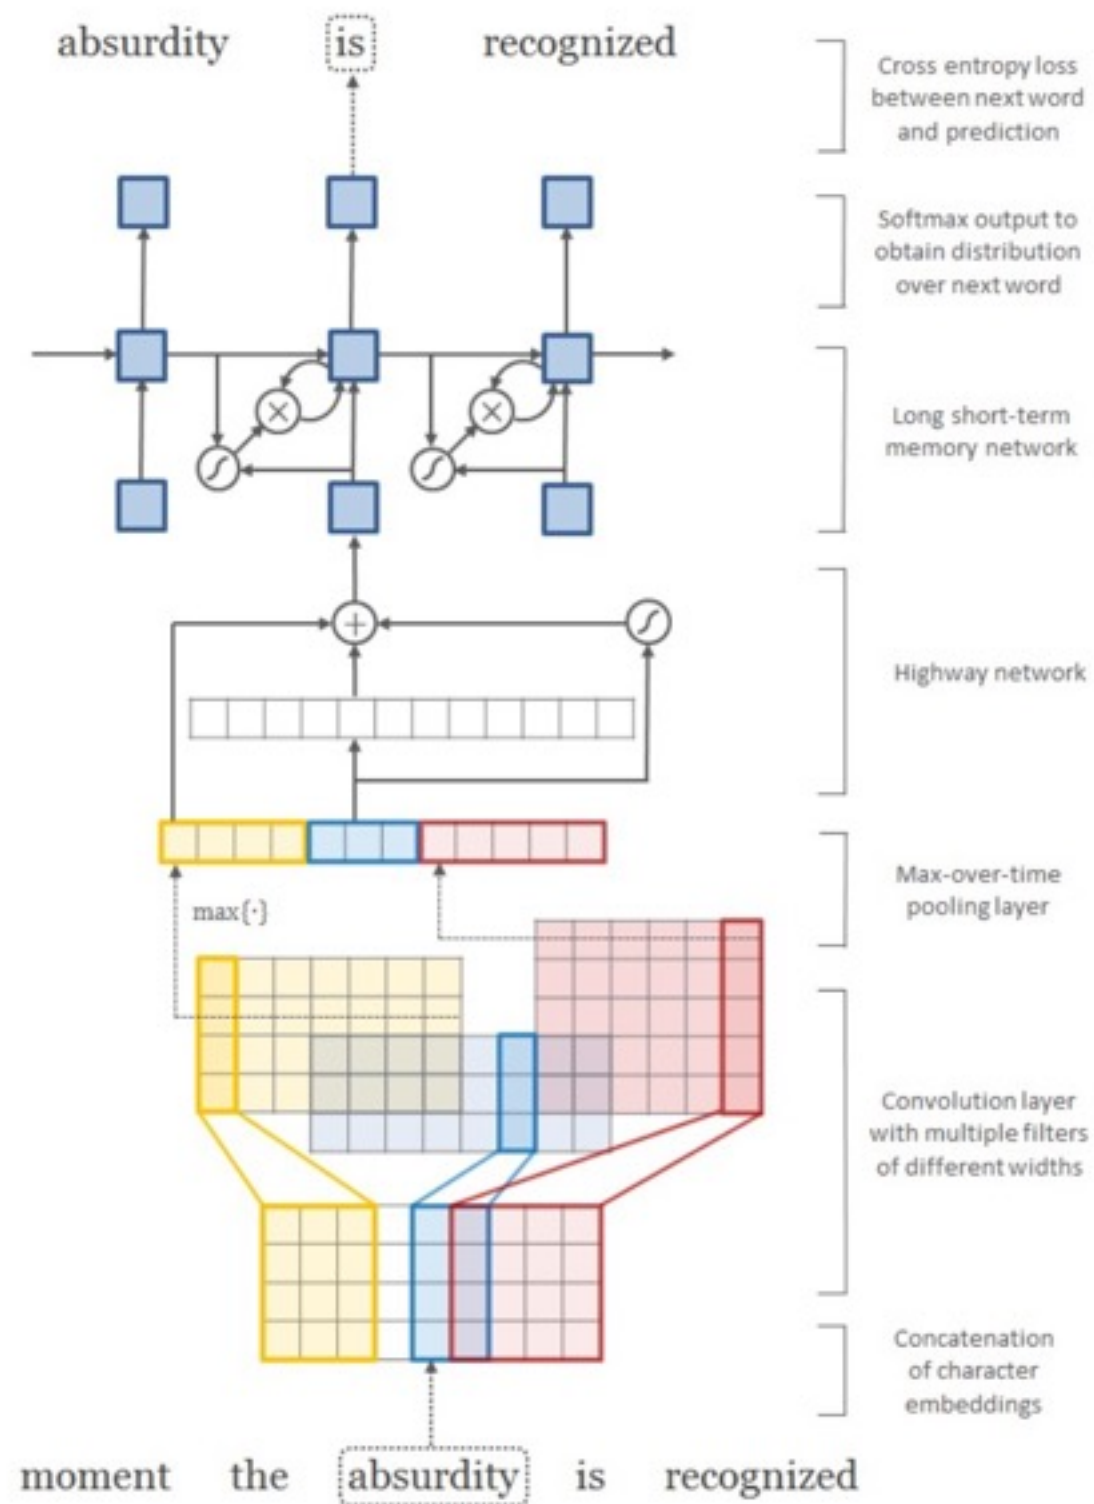 absurdity is recognized
Cross entropy loss
between next word
and prediction
Softmax output to
obtain distribution
over next word
Long short-term
memory network
Highway network
Max-over-time
pooling layer
max{·}
Convolution layer
with multiple filters
of different widths
Concatenation
of character
embeddings
moment the absurdity is recognized